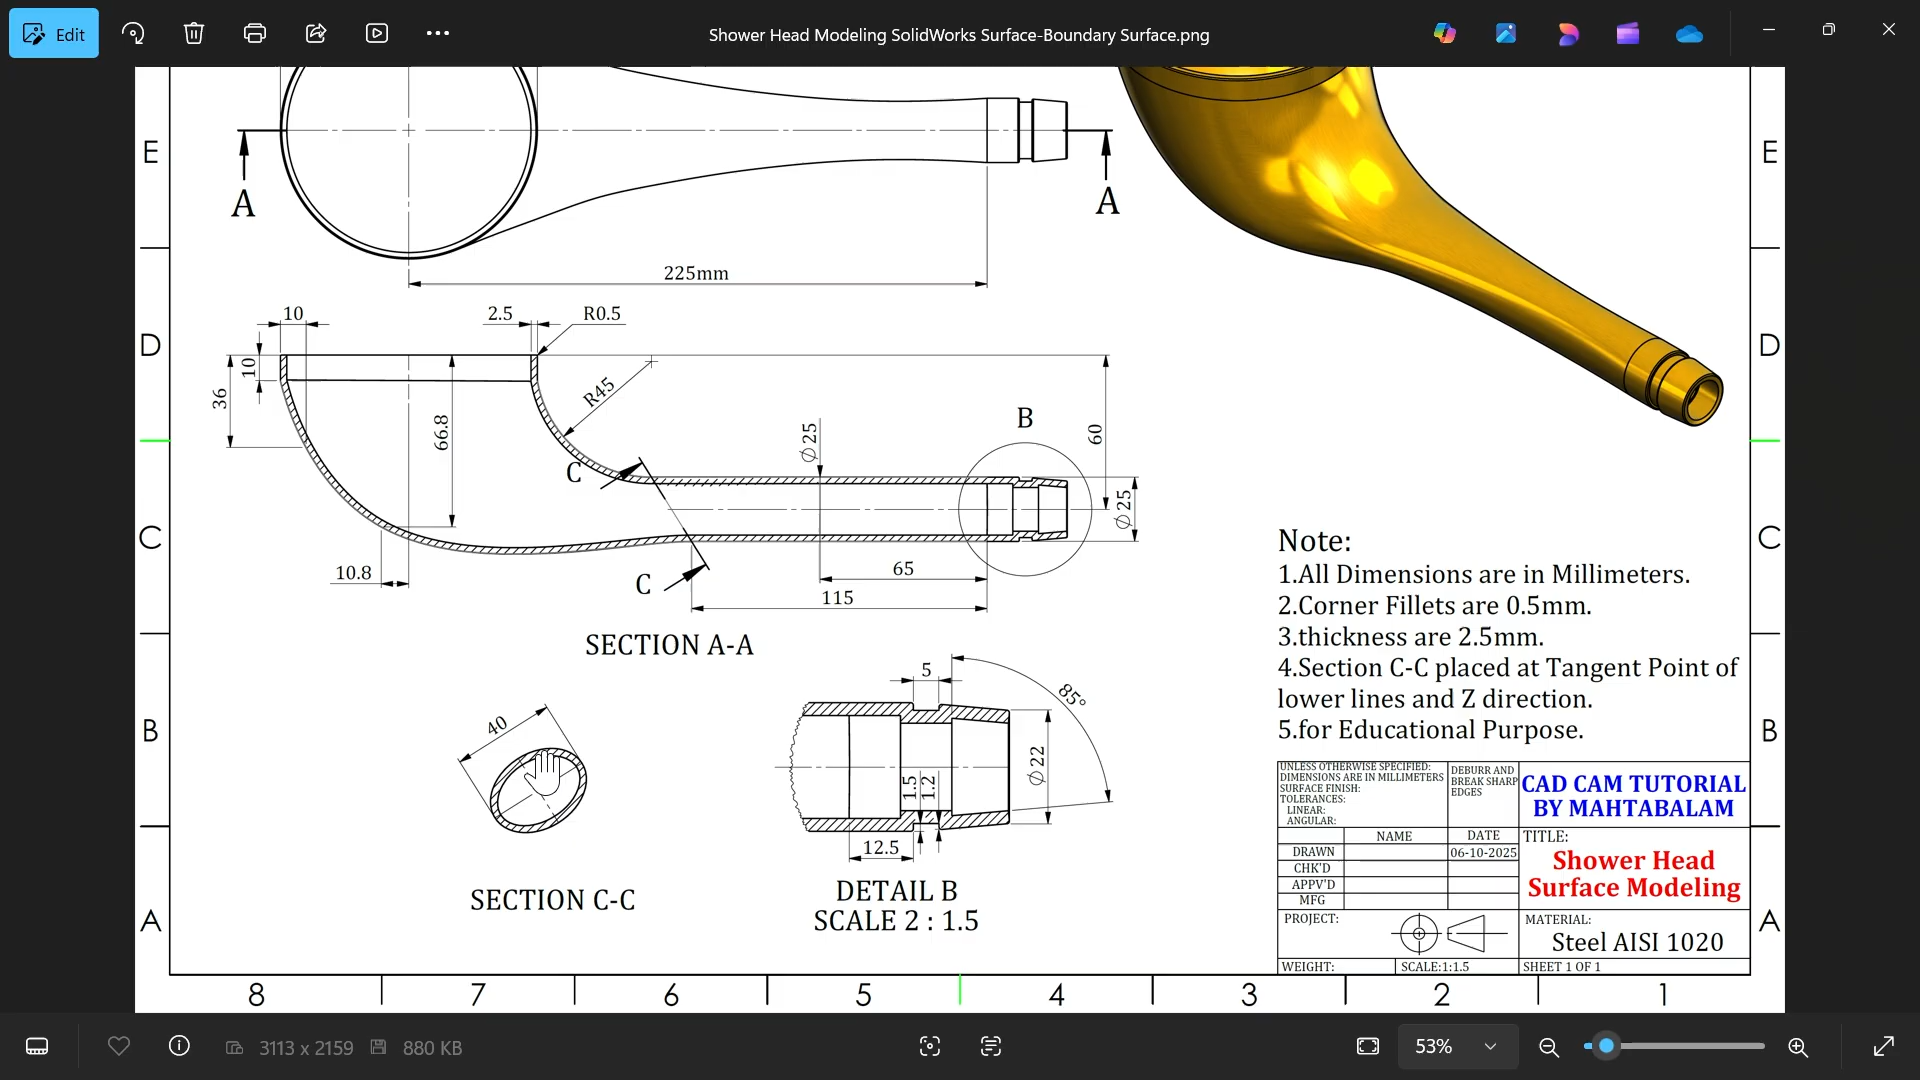 Edit
Shower Head Modeling SolidWorks Surface-Boundary Surface.png
E
E
A
A
225mm
10
2.5
R0.5
D
D
10
36
R45
66.8
B
⌀25
60
C
⌀25
C
C
Note:
1.All Dimensions are in Millimeters.
10.8
65
C
115
2.Corner Fillets are 0.5mm.
3.thickness are 2.5mm.
SECTION A-A
4.Section C-C placed at Tangent Point of
lower lines and Z direction.
5.for Educational Purpose.
5
85°
40
B
B
⌀22
1.5
1.2
12.5
UNLESS OTHERWISE SPECIFIED:
DIMENSIONS ARE IN MILLIMETERS
SURFACE FINISH:
TOLERANCES:
LINEAR:
ANGULAR:
DEBURR AND
BREAK SHARP
EDGES
CAD CAM TUTORIAL
BY MAHTABALAM
NAME
DATE
TITLE:
DRAWN
06-10-2025
Shower Head
CHK'D
APPV'D
Surface Modeling
MFG
SECTION C-C
DETAIL B
SCALE 2 : 1.5
A
A
PROJECT:
MATERIAL:
Steel AISI 1020
WEIGHT:
SCALE:1:1.5
SHEET 1 OF 1
8
7
6
5
4
3
2
1
3113 x 2159
880 KB
53%